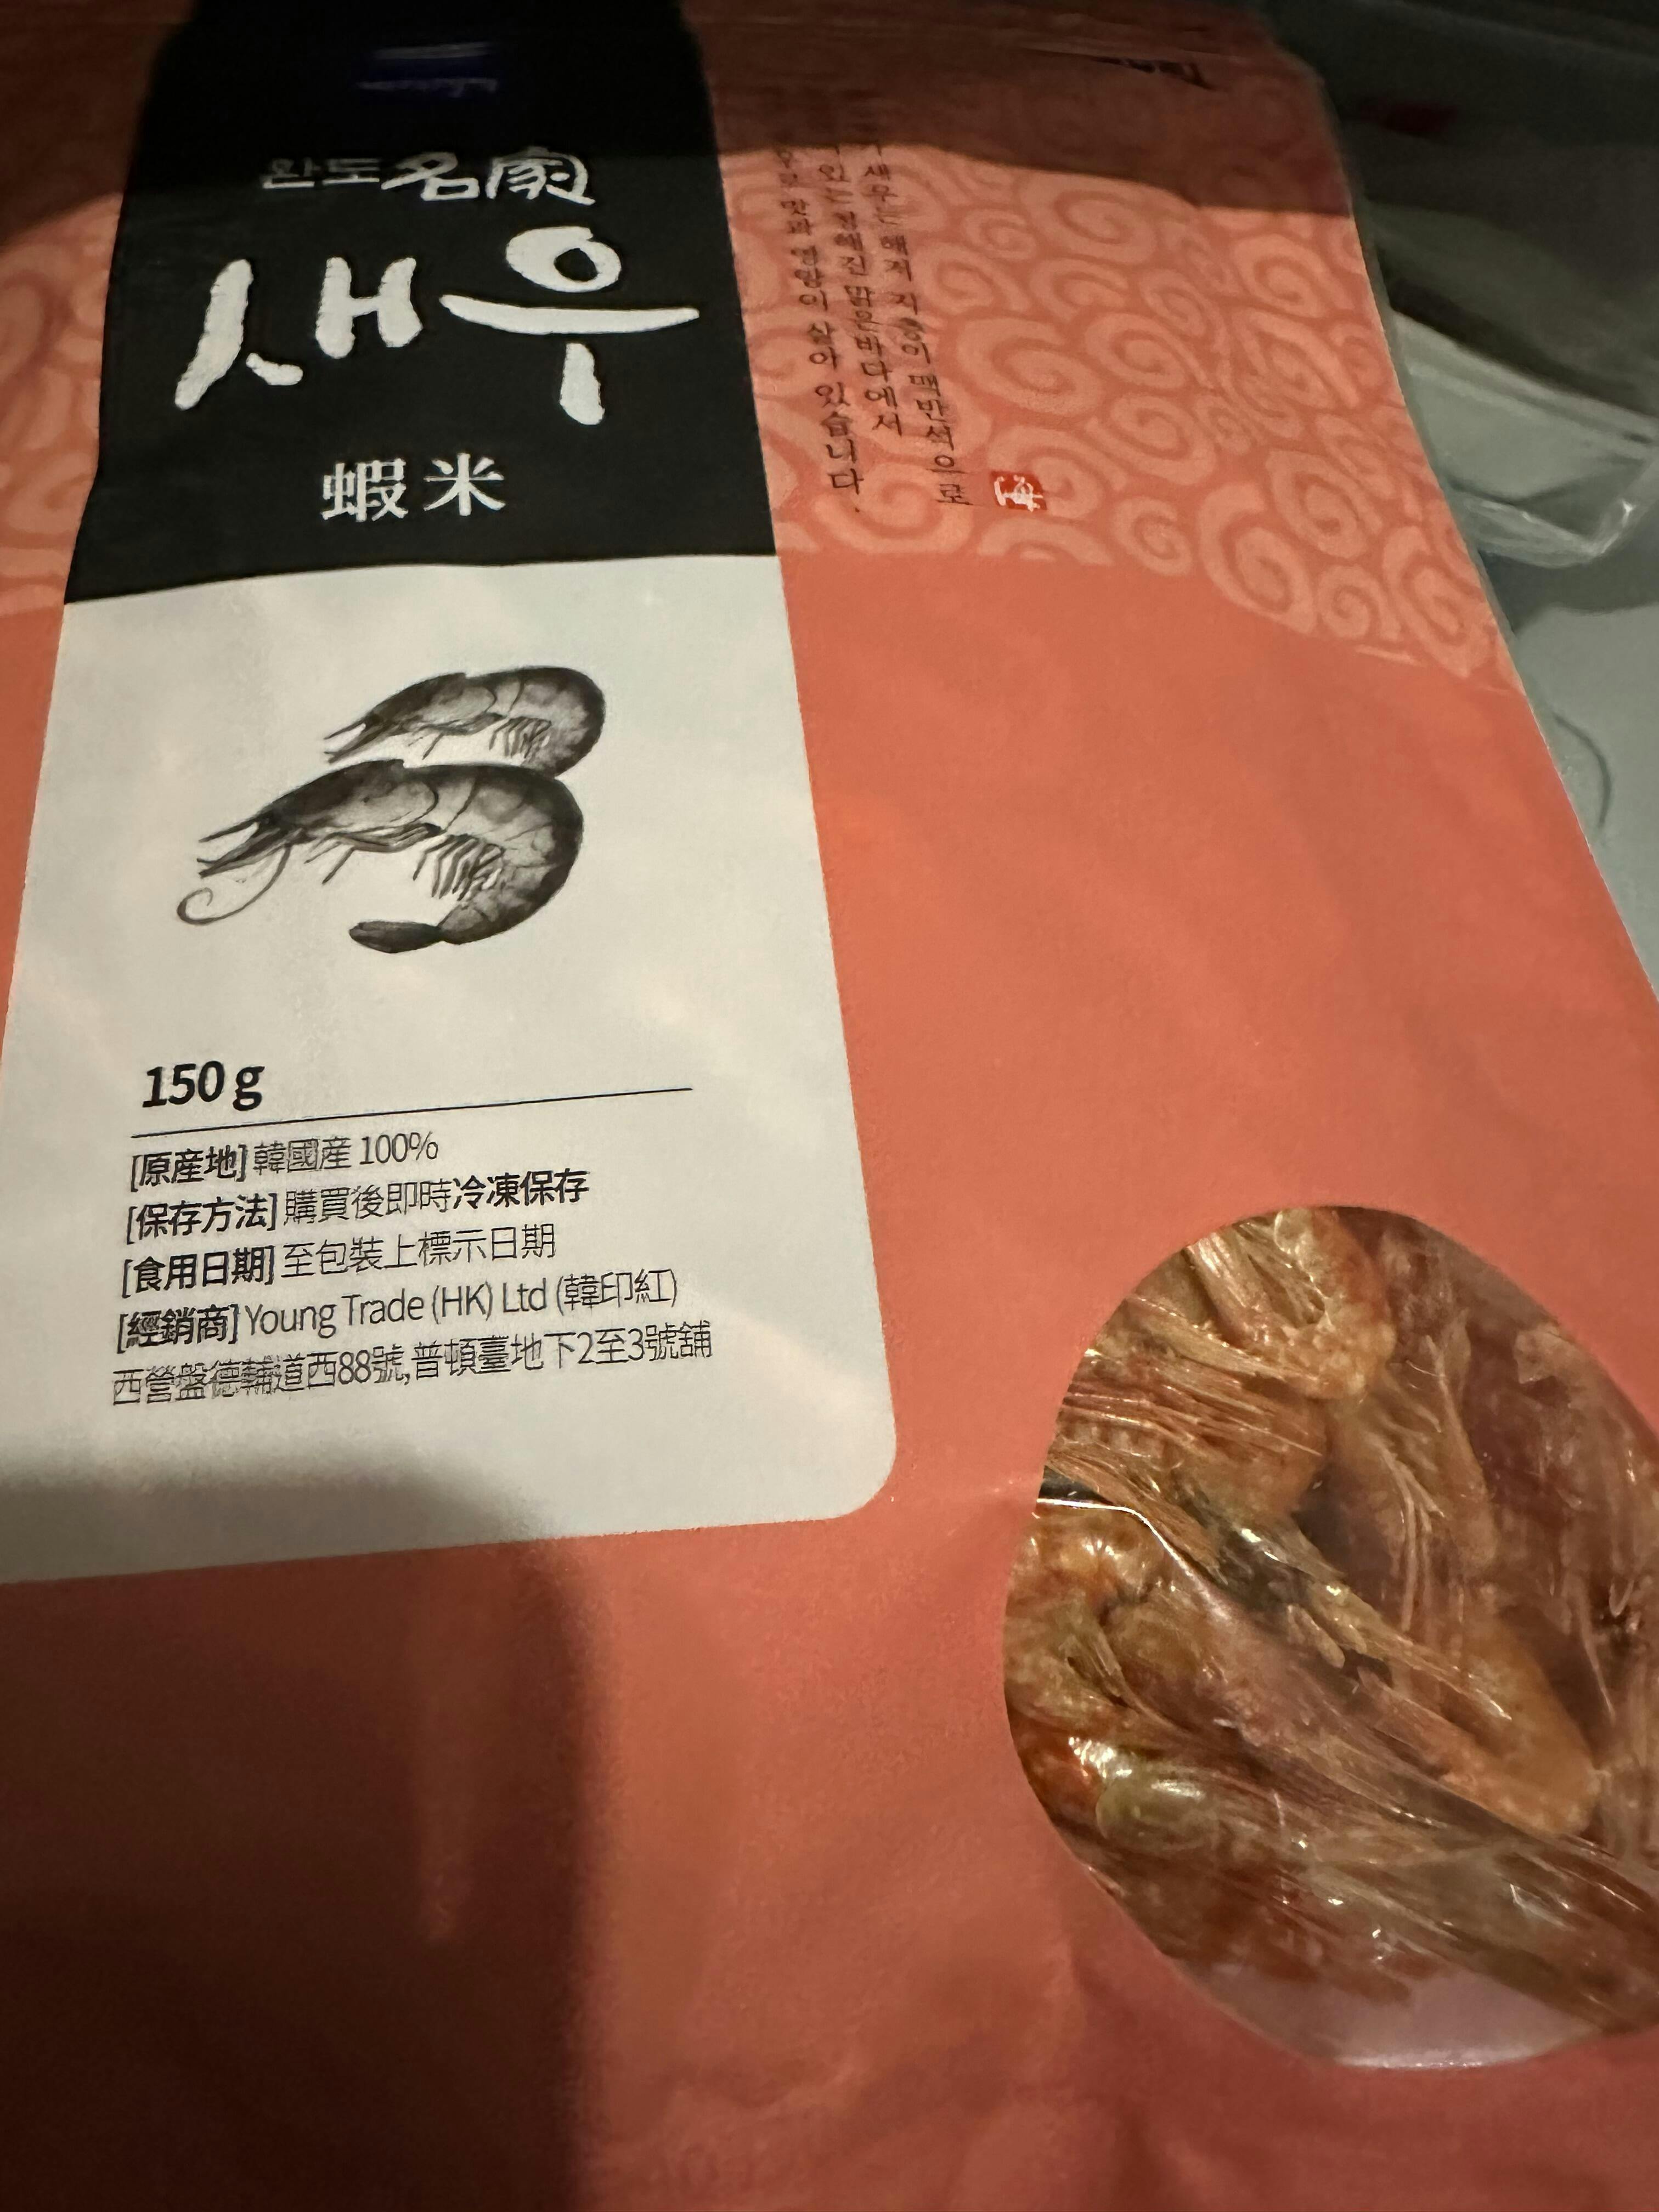 완도名家
새우
蝦米
새우는 해저 지층이 맥반석으로
있는 청해진 맑은 바다에서
맛과 영양이 살아 있습니다.
150g
[原産地]韓國産 100%
[保存方法]購買後即時冷凍保存
[食用日期]至包裝上標示日期
[經銷商]Young Trade (HK) Ltd (韓印紅)
西營盤德輔道西88號,普頓臺地下2至3號舖